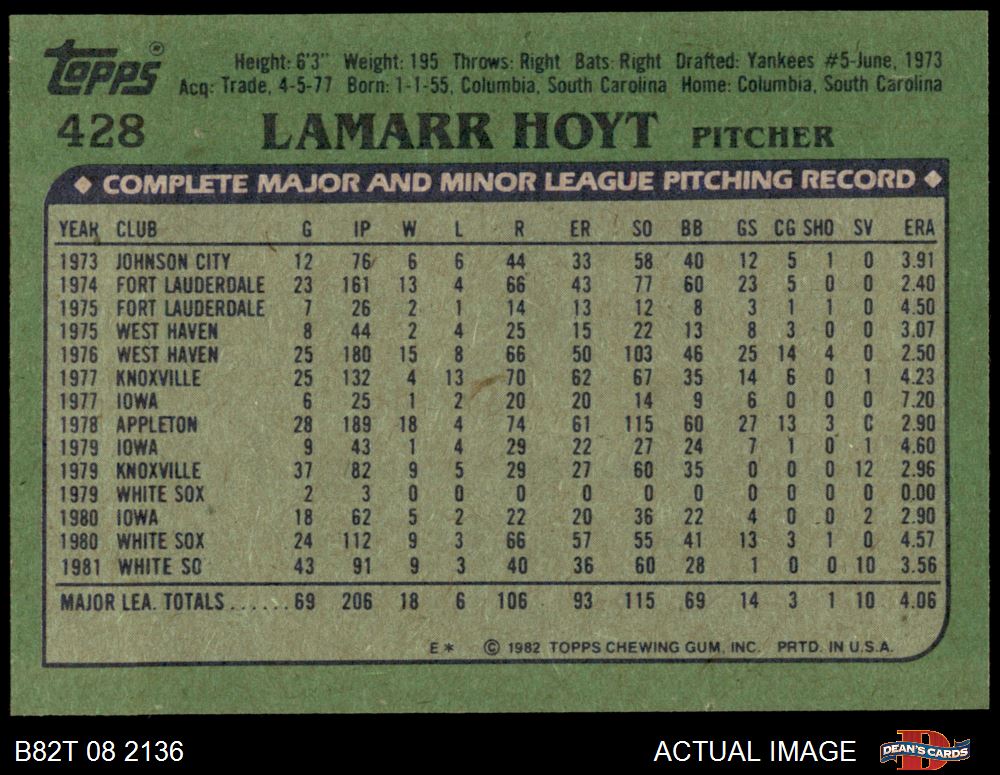 Topps® Height: 6'3" Weight: 195 Throws: Right Bats: Right Drafted: Yankees #5-June, 1973
Acq: Trade, 4-5-77 Born: 1-1-55, Columbia, South Carolina Home: Columbia, South Carolina
428 LAMARR HOYT PITCHER
◆ COMPLETE MAJOR AND MINOR LEAGUE PITCHING RECORD ◆
YEAR CLUB G IP W L R ER SO BB GS CG SHO SV ERA
1973 JOHNSON CITY 12 76 6 6 44 33 58 40 12 5 1 0 3.91
1974 FORT LAUDERDALE 23 161 13 4 66 43 77 60 23 5 0 0 2.40
1975 FORT LAUDERDALE 7 26 2 1 14 13 12 8 3 1 1 0 4.50
1975 WEST HAVEN 8 44 2 4 25 15 22 13 8 3 0 0 3.07
1976 WEST HAVEN 25 180 15 8 66 50 103 46 25 14 4 0 2.50
1977 KNOXVILLE 25 132 4 13 70 62 67 35 14 6 0 1 4.23
1977 IOWA 6 25 1 2 20 20 14 9 6 0 0 0 7.20
1978 APPLETON 28 189 18 4 74 61 115 60 27 13 3 0 2.90
1979 IOWA 9 43 1 4 29 22 27 24 7 1 0 1 4.60
1979 KNOXVILLE 37 82 9 5 29 27 60 35 0 0 0 12 2.96
1979 WHITE SOX 2 3 0 0 0 0 0 0 0 0 0 0 0.00
1980 IOWA 18 62 5 2 22 20 36 22 4 0 0 2 2.90
1980 WHITE SOX 24 112 9 3 66 57 55 41 13 3 1 0 4.57
1981 WHITE SO 43 91 9 3 40 36 60 28 1 0 0 10 3.56
MAJOR LEA. TOTALS......69 206 18 6 106 93 115 69 14 3 1 10 4.06
E* © 1982 TOPPS CHEWING GUM, INC. PRTD. IN U.S.A.
B82T 08 2136 ACTUAL IMAGE DEAN'S CARDS